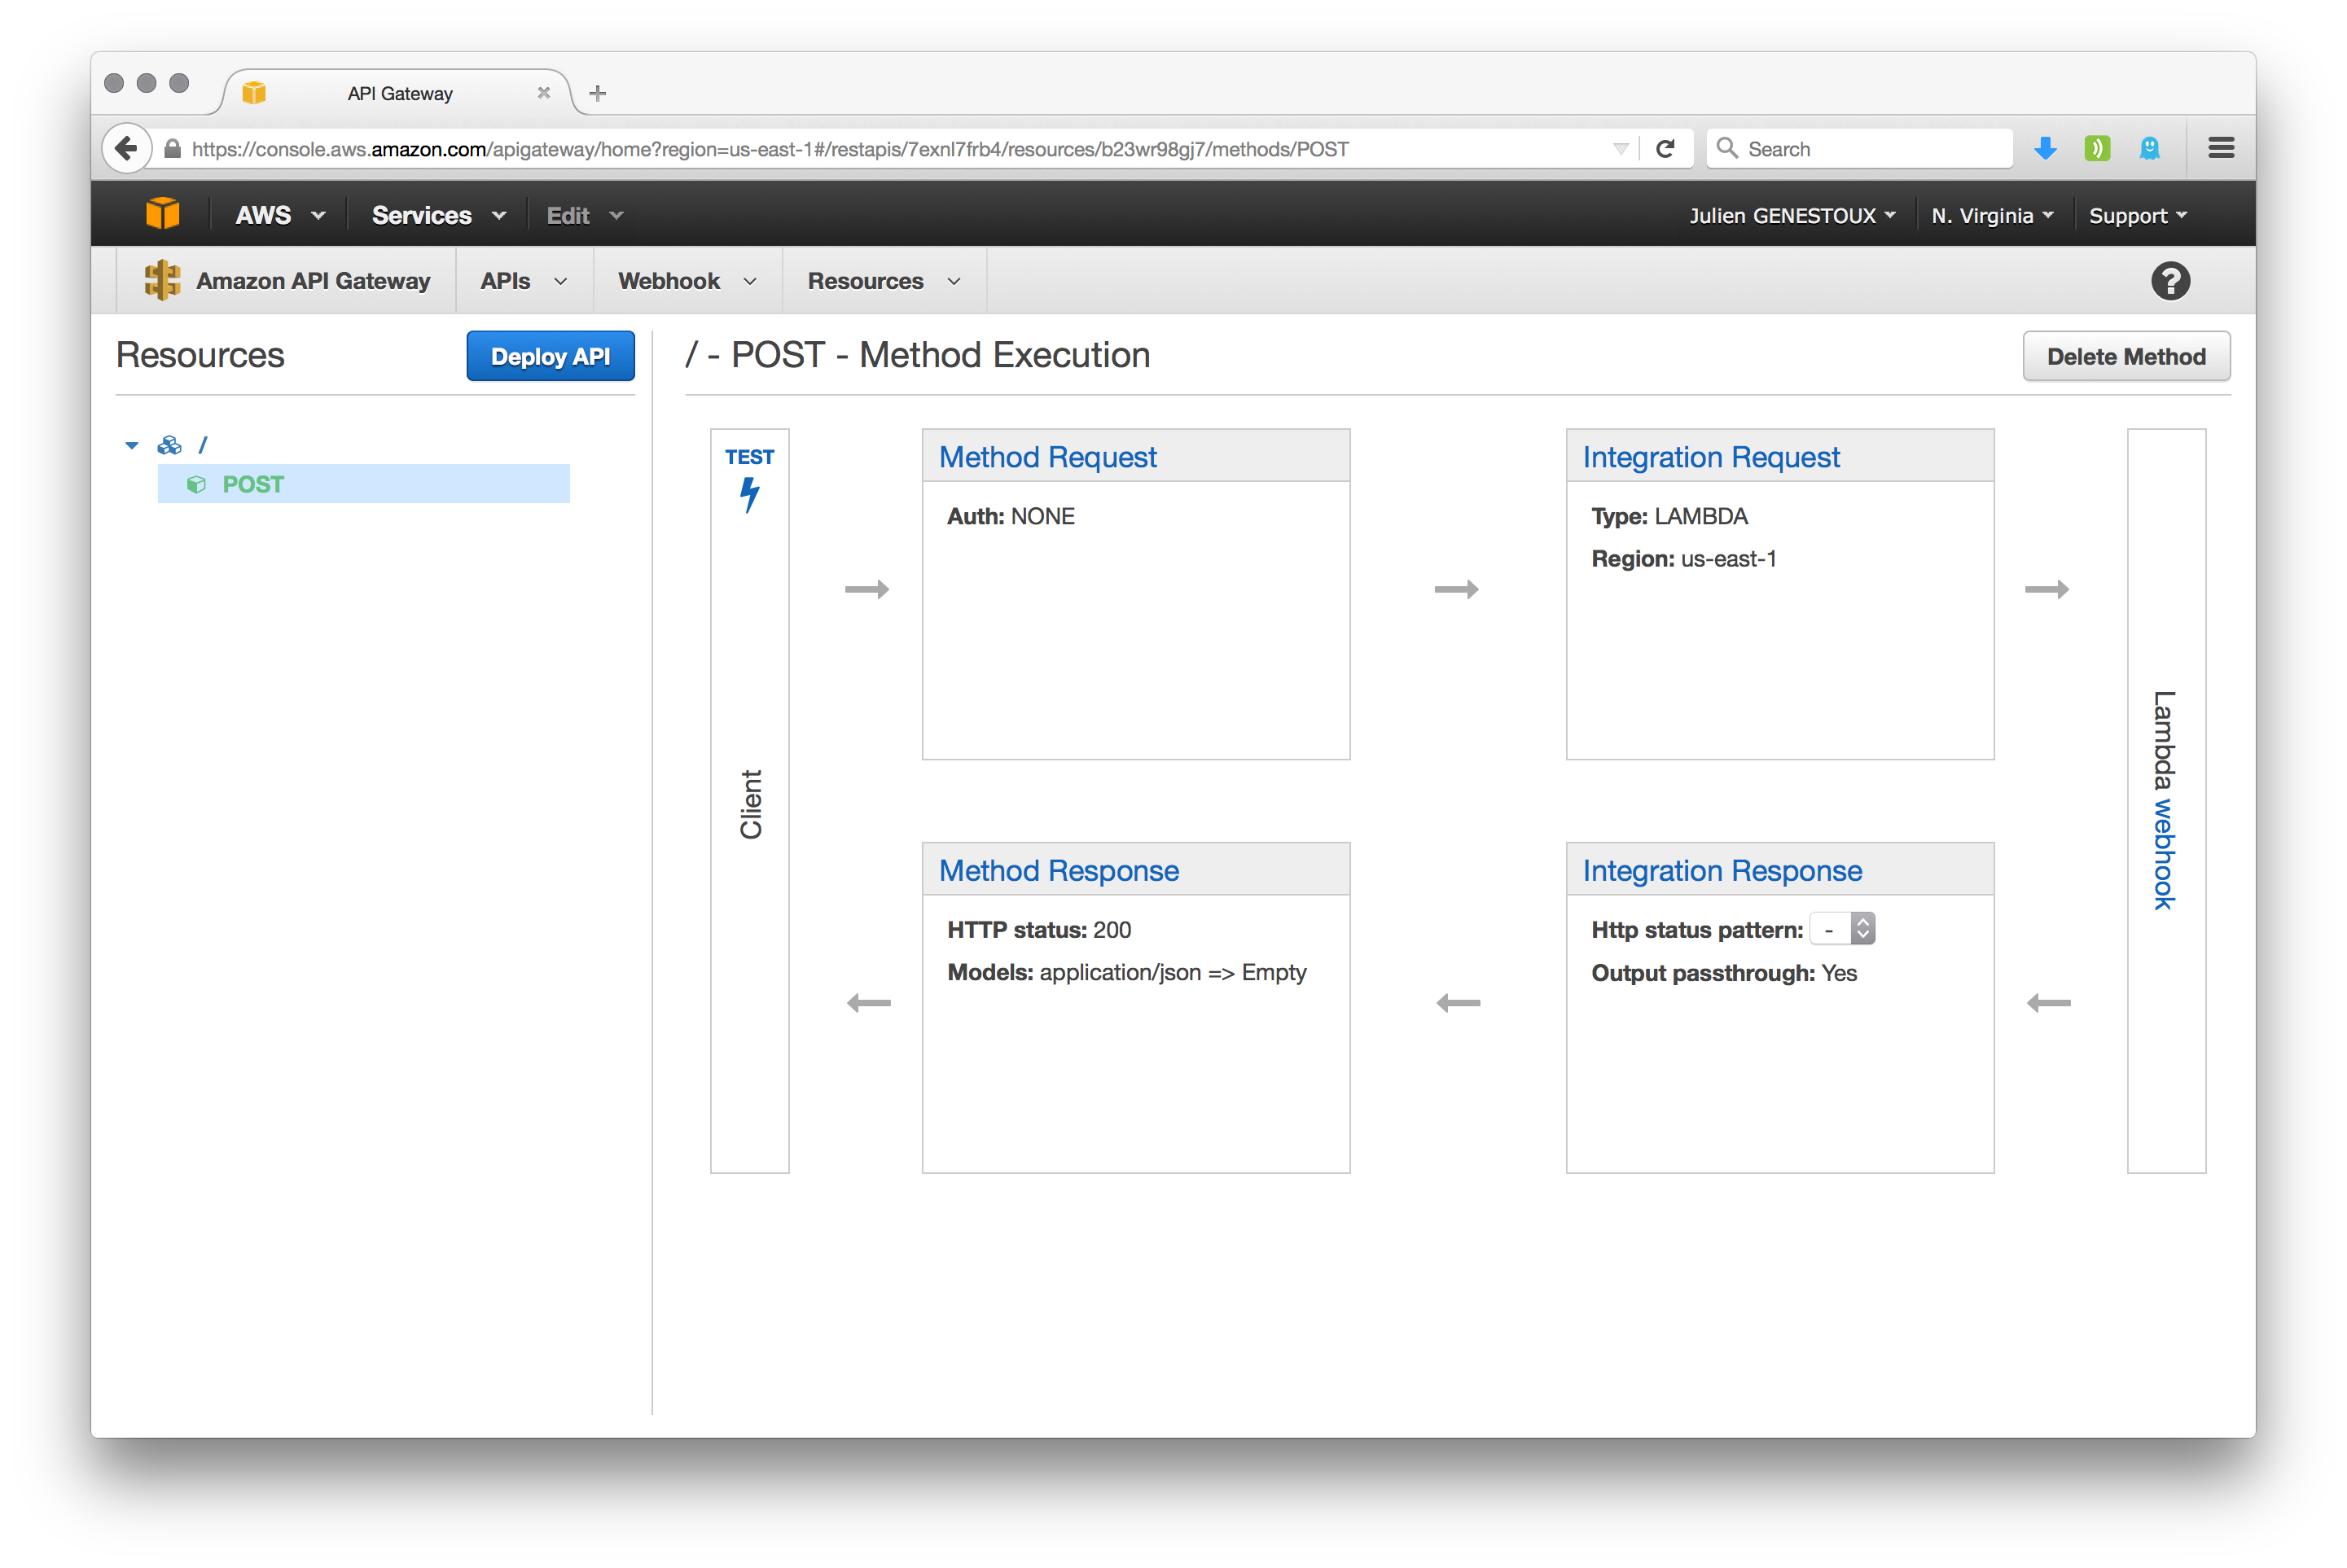 API Gateway
https://console.aws.amazon.com/apigateway/home?region=us-east-1#/restapis/7exnl7frb4/resources/b23wr98gj7/methods/POST
Search
AWS Services Edit Julien GENESTOUX N. Virginia Support
Amazon API Gateway APIs Webhook Resources ?
Resources Deploy API
/
POST
/ - POST - Method Execution Delete Method
TEST
Client
Method Request
Auth: NONE
Integration Request
Type: LAMBDA
Region: us-east-1
Lambda webhook
Method Response
HTTP status: 200
Models: application/json => Empty
Integration Response
Http status pattern: -
Output passthrough: Yes